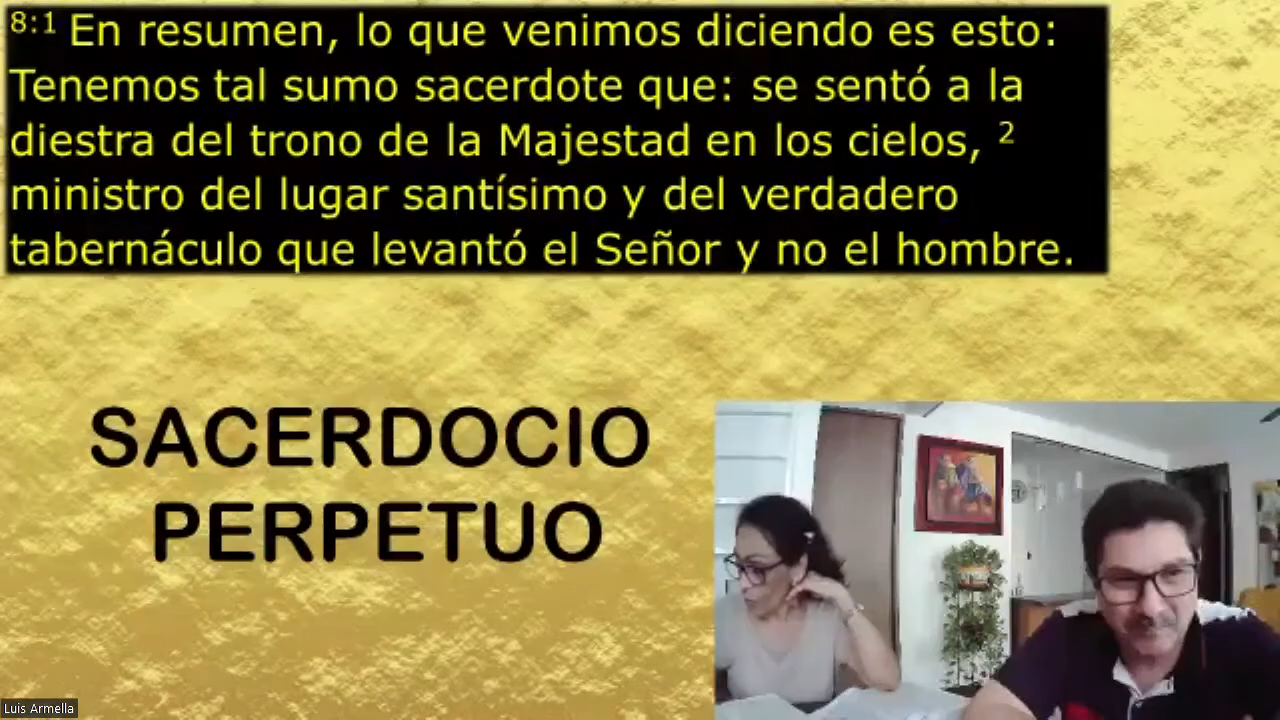 8:1 En resumen, lo que venimos diciendo es esto:
Tenemos tal sumo sacerdote que: se sentó a la
diestra del trono de la Majestad en los cielos, 2
ministro del lugar santísimo y del verdadero
tabernáculo que levantó el Señor y no el hombre.
SACERDOCIO
PERPETUO
Luis Armella